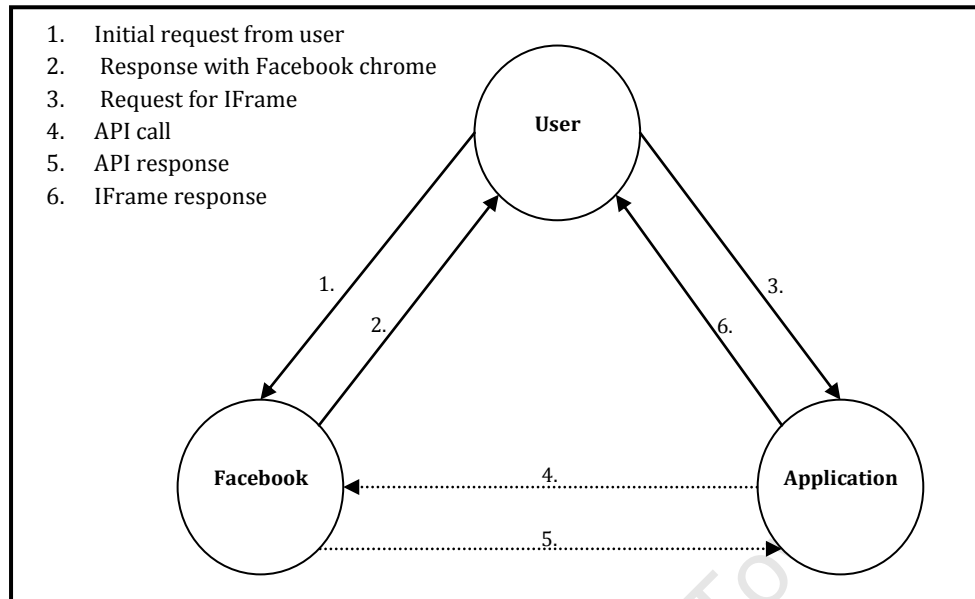 1. Initial request from user
2. Response with Facebook chrome
3. Request for IFrame
4. API call
5. API response
6. IFrame response
User
1.
2.
3.
6.
Facebook
Application
4.
5.
To